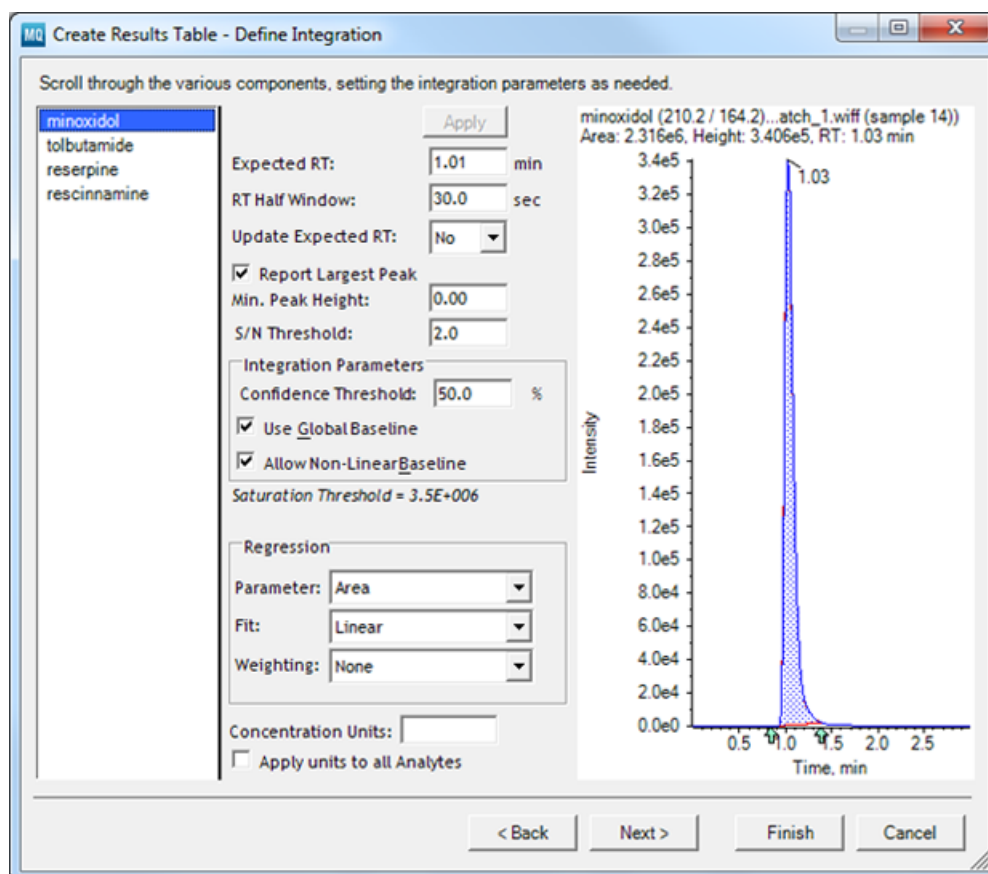 MQ Create Results Table - Define Integration
Scroll through the various components, setting the integration parameters as needed.
minoxidol
tolbutamide
reserpine
rescinnamine
Apply
Expected RT: 1.01 min
RT Half Window: 30.0 sec
Update Expected RT: No
Report Largest Peak
Min. Peak Height: 0.00
S/N Threshold: 2.0
Integration Parameters
Confidence Threshold: 50.0 %
Use Global Baseline
Allow Non-LinearBaseline
Saturation Threshold = 3.5E+006
Regression
Parameter: Area
Fit: Linear
Weighting: None
Concentration Units:
Apply units to all Analytes
minoxidol (210.2 / 164.2)...atch_1.wiff (sample 14))
Area: 2.316e6, Height: 3.406e5, RT: 1.03 min
1.03
Intensity
3.4e5
3.2e5
3.0e5
2.8e5
2.6e5
2.4e5
2.2e5
2.0e5
1.8e5
1.6e5
1.4e5
1.2e5
1.0e5
8.0e4
6.0e4
4.0e4
2.0e4
0.0e0
0.5 1.0 1.5 2.0 2.5
Time, min
< Back Next > Finish Cancel